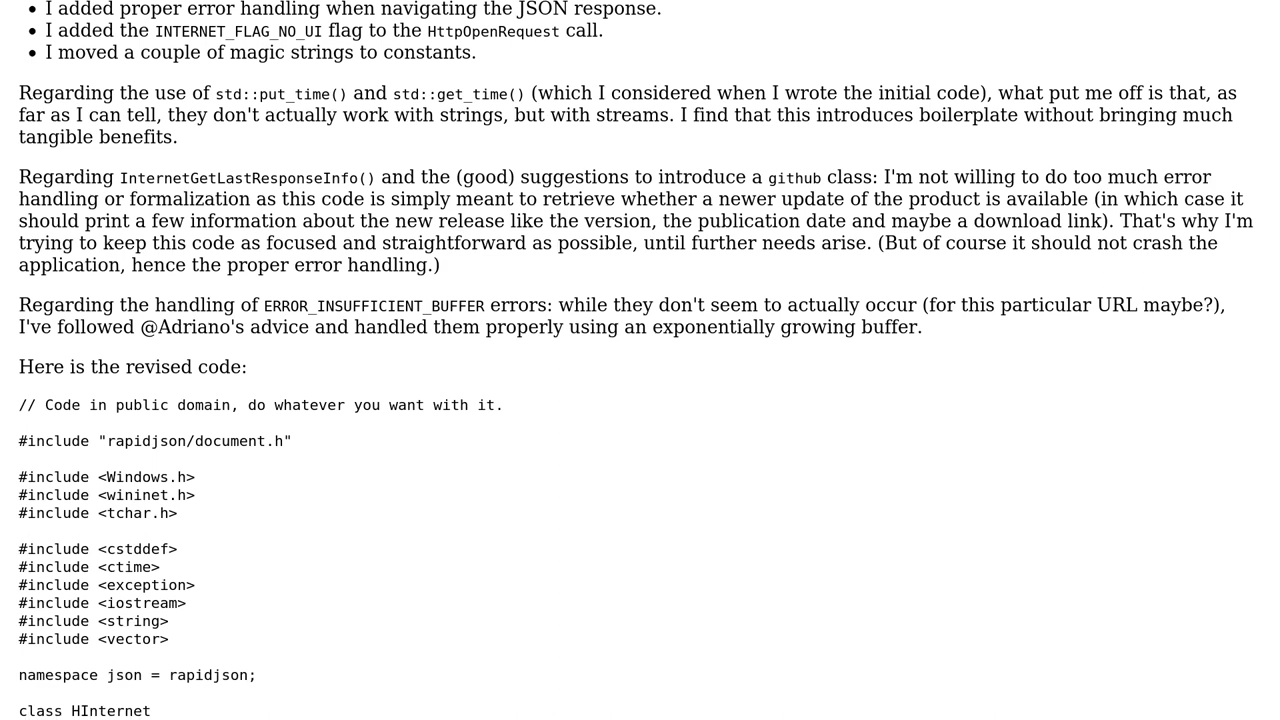 • I added proper error handling when navigating the JSON response.
• I added the INTERNET_FLAG_NO_UI flag to the HttpOpenRequest call.
• I moved a couple of magic strings to constants.
Regarding the use of std::put_time() and std::get_time() (which I considered when I wrote the initial code), what put me off is that, as
far as I can tell, they don't actually work with strings, but with streams. I find that this introduces boilerplate without bringing much
tangible benefits.
Regarding InternetGetLastResponseInfo() and the (good) suggestions to introduce a github class: I'm not willing to do too much error
handling or formalization as this code is simply meant to retrieve whether a newer update of the product is available (in which case it
should print a few information about the new release like the version, the publication date and maybe a download link). That's why I'm
trying to keep this code as focused and straightforward as possible, until further needs arise. (But of course it should not crash the
application, hence the proper error handling.)
Regarding the handling of ERROR_INSUFFICIENT_BUFFER errors: while they don't seem to actually occur (for this particular URL maybe?),
I've followed @Adriano's advice and handled them properly using an exponentially growing buffer.
Here is the revised code:
// Code in public domain, do whatever you want with it.
#include "rapidjson/document.h"
#include <Windows.h>
#include <wininet.h>
#include <tchar.h>
#include <cstddef>
#include <ctime>
#include <exception>
#include <iostream>
#include <string>
#include <vector>
namespace json = rapidjson;
class HInternet